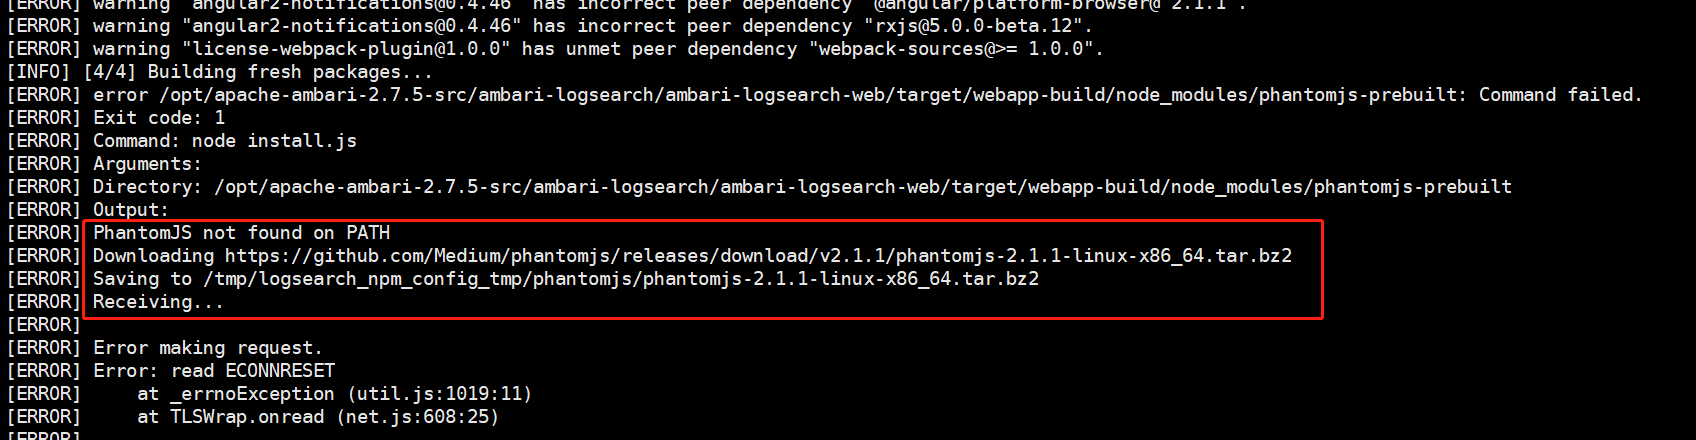 [ERROR] warning "angular2-notifications@0.4.46" has incorrect peer dependency "@angular/platform-browser@^2.1.1".
[ERROR] warning "angular2-notifications@0.4.46" has incorrect peer dependency "rxjs@5.0.0-beta.12".
[ERROR] warning "license-webpack-plugin@1.0.0" has unmet peer dependency "webpack-sources@>= 1.0.0".
[INFO] [4/4] Building fresh packages...
[ERROR] error /opt/apache-ambari-2.7.5-src/ambari-logsearch/ambari-logsearch-web/target/webapp-build/node_modules/phantomjs-prebuilt: Command failed.
[ERROR] Exit code: 1
[ERROR] Command: node install.js
[ERROR] Arguments:
[ERROR] Directory: /opt/apache-ambari-2.7.5-src/ambari-logsearch/ambari-logsearch-web/target/webapp-build/node_modules/phantomjs-prebuilt
[ERROR] Output:
[ERROR] PhantomJS not found on PATH
[ERROR] Downloading https://github.com/Medium/phantomjs/releases/download/v2.1.1/phantomjs-2.1.1-linux-x86_64.tar.bz2
[ERROR] Saving to /tmp/logsearch_npm_config_tmp/phantomjs/phantomjs-2.1.1-linux-x86_64.tar.bz2
[ERROR] Receiving...
[ERROR]
[ERROR] Error making request.
[ERROR] Error: read ECONNRESET
[ERROR]     at _errnoException (util.js:1019:11)
[ERROR]     at TLSWrap.onread (net.js:608:25)
[ERROR]